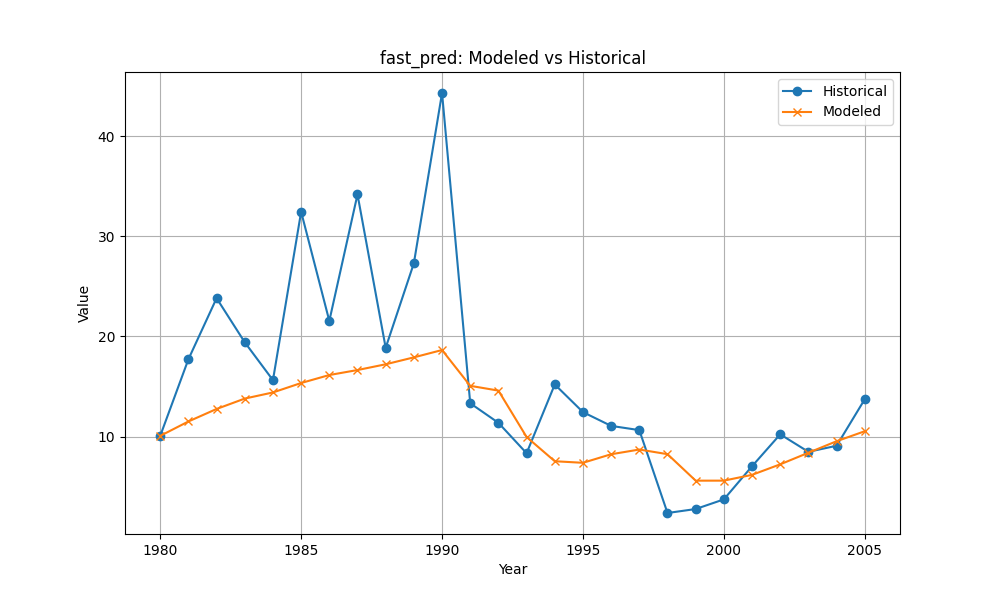 fast_pred: Modeled vs Historical
Historical
Modeled
40
30
20
10
Value
1980 1985 1990 1995 2000 2005
Year